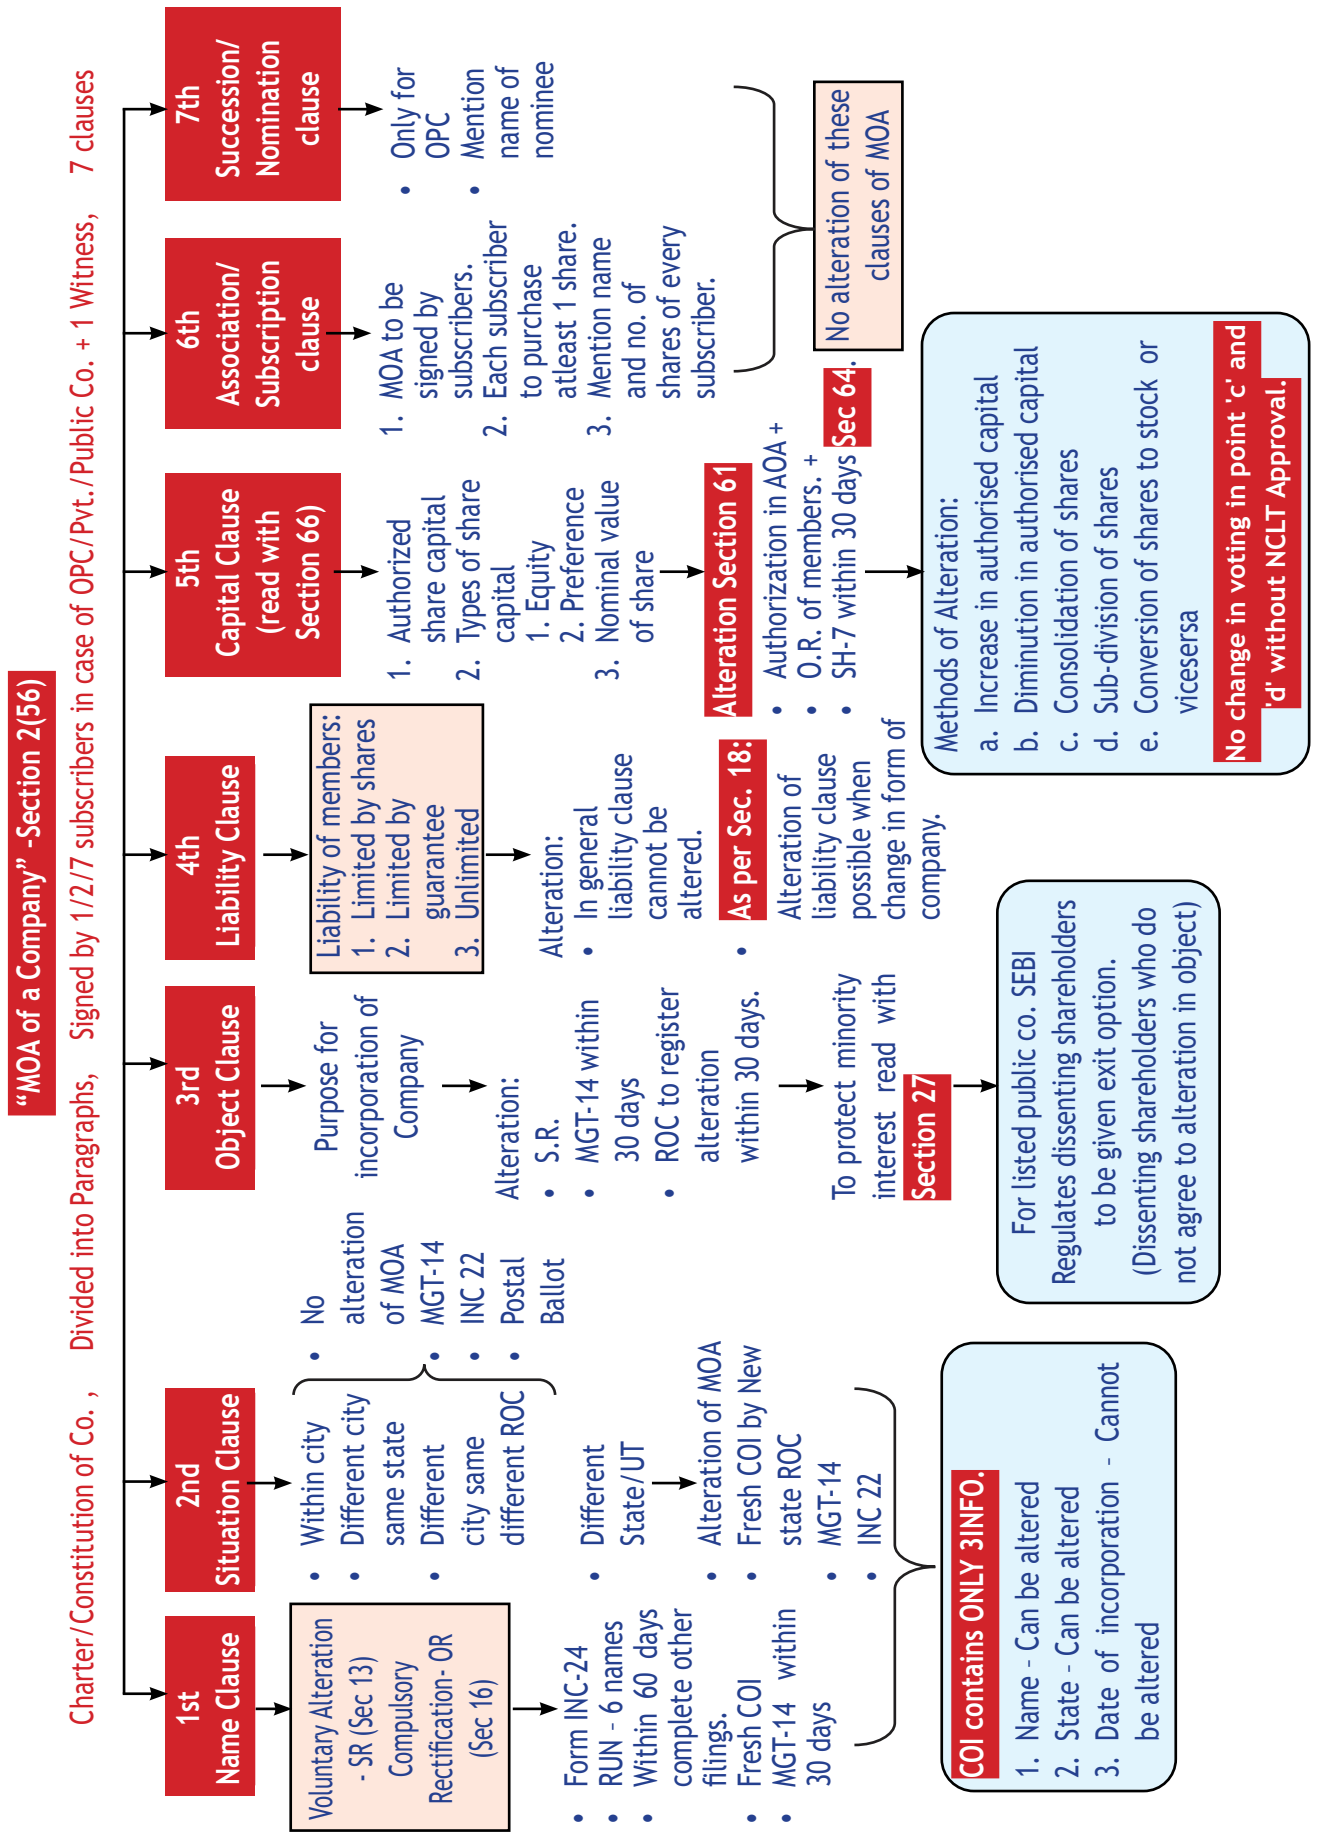 “MOA of a Company” -Section 2(56)
Charter/Constitution of Co. ,    Divided into Paragraphs,    Signed by 1/2/7 subscribers in case of OPC/Pvt./Public Co. + 1 Witness,    7 clauses
1st
Name Clause
Voluntary Alteration
- SR (Sec 13)
Compulsory
Rectification- OR
(Sec 16)
• Form INC-24
• RUN - 6 names
• Within 60 days
complete other
filings.
• Fresh COI
• MGT-14 within
30 days
2nd
Situation Clause
• Within city
• Different city
same state
• Different
city same
different ROC
• No
alteration
of MOA
• MGT-14
• INC 22
• Postal
Ballot
• Different
State/UT
• Alteration of MOA
• Fresh COI by New
state ROC
• MGT-14
• INC 22
COI contains ONLY 3INFO.
1. Name - Can be altered
2. State - Can be altered
3. Date of incorporation - Cannot
be altered
3rd
Object Clause
Purpose for
incorporation of
Company
Alteration:
• S.R.
• MGT-14 within
30 days
• ROC to register
alteration
within 30 days.
To protect minority
interest read with
Section 27
For listed public co. SEBI
Regulates dissenting shareholders
to be given exit option.
(Dissenting shareholders who do
not agree to alteration in object)
4th
Liability Clause
Liability of members:
1. Limited by shares
2. Limited by
guarantee
3. Unlimited
Alteration:
• In general
liability clause
cannot be
altered.
• As per Sec. 18:
Alteration of
liability clause
possible when
change in form of
company.
5th
Capital Clause
(read with
Section 66)
1. Authorized
share capital
2. Types of share
capital
1. Equity
2. Preference
3. Nominal value
of share
Alteration Section 61
• Authorization in AOA +
• O.R. of members. +
• SH-7 within 30 days Sec 64.
Methods of Alteration:
a. Increase in authorised capital
b. Diminution in authorised capital
c. Consolidation of shares
d. Sub-division of shares
e. Conversion of shares to stock or
vicesersa
No change in voting in point 'c' and
'd' without NCLT Approval.
6th
Association/
Subscription
clause
1. MOA to be
signed by
subscribers.
2. Each subscriber
to purchase
atleast 1 share.
3. Mention name
and no. of
shares of every
subscriber.
7th
Succession/
Nomination
clause
• Only for
OPC
• Mention
name of
nominee
No alteration of these
clauses of MOA